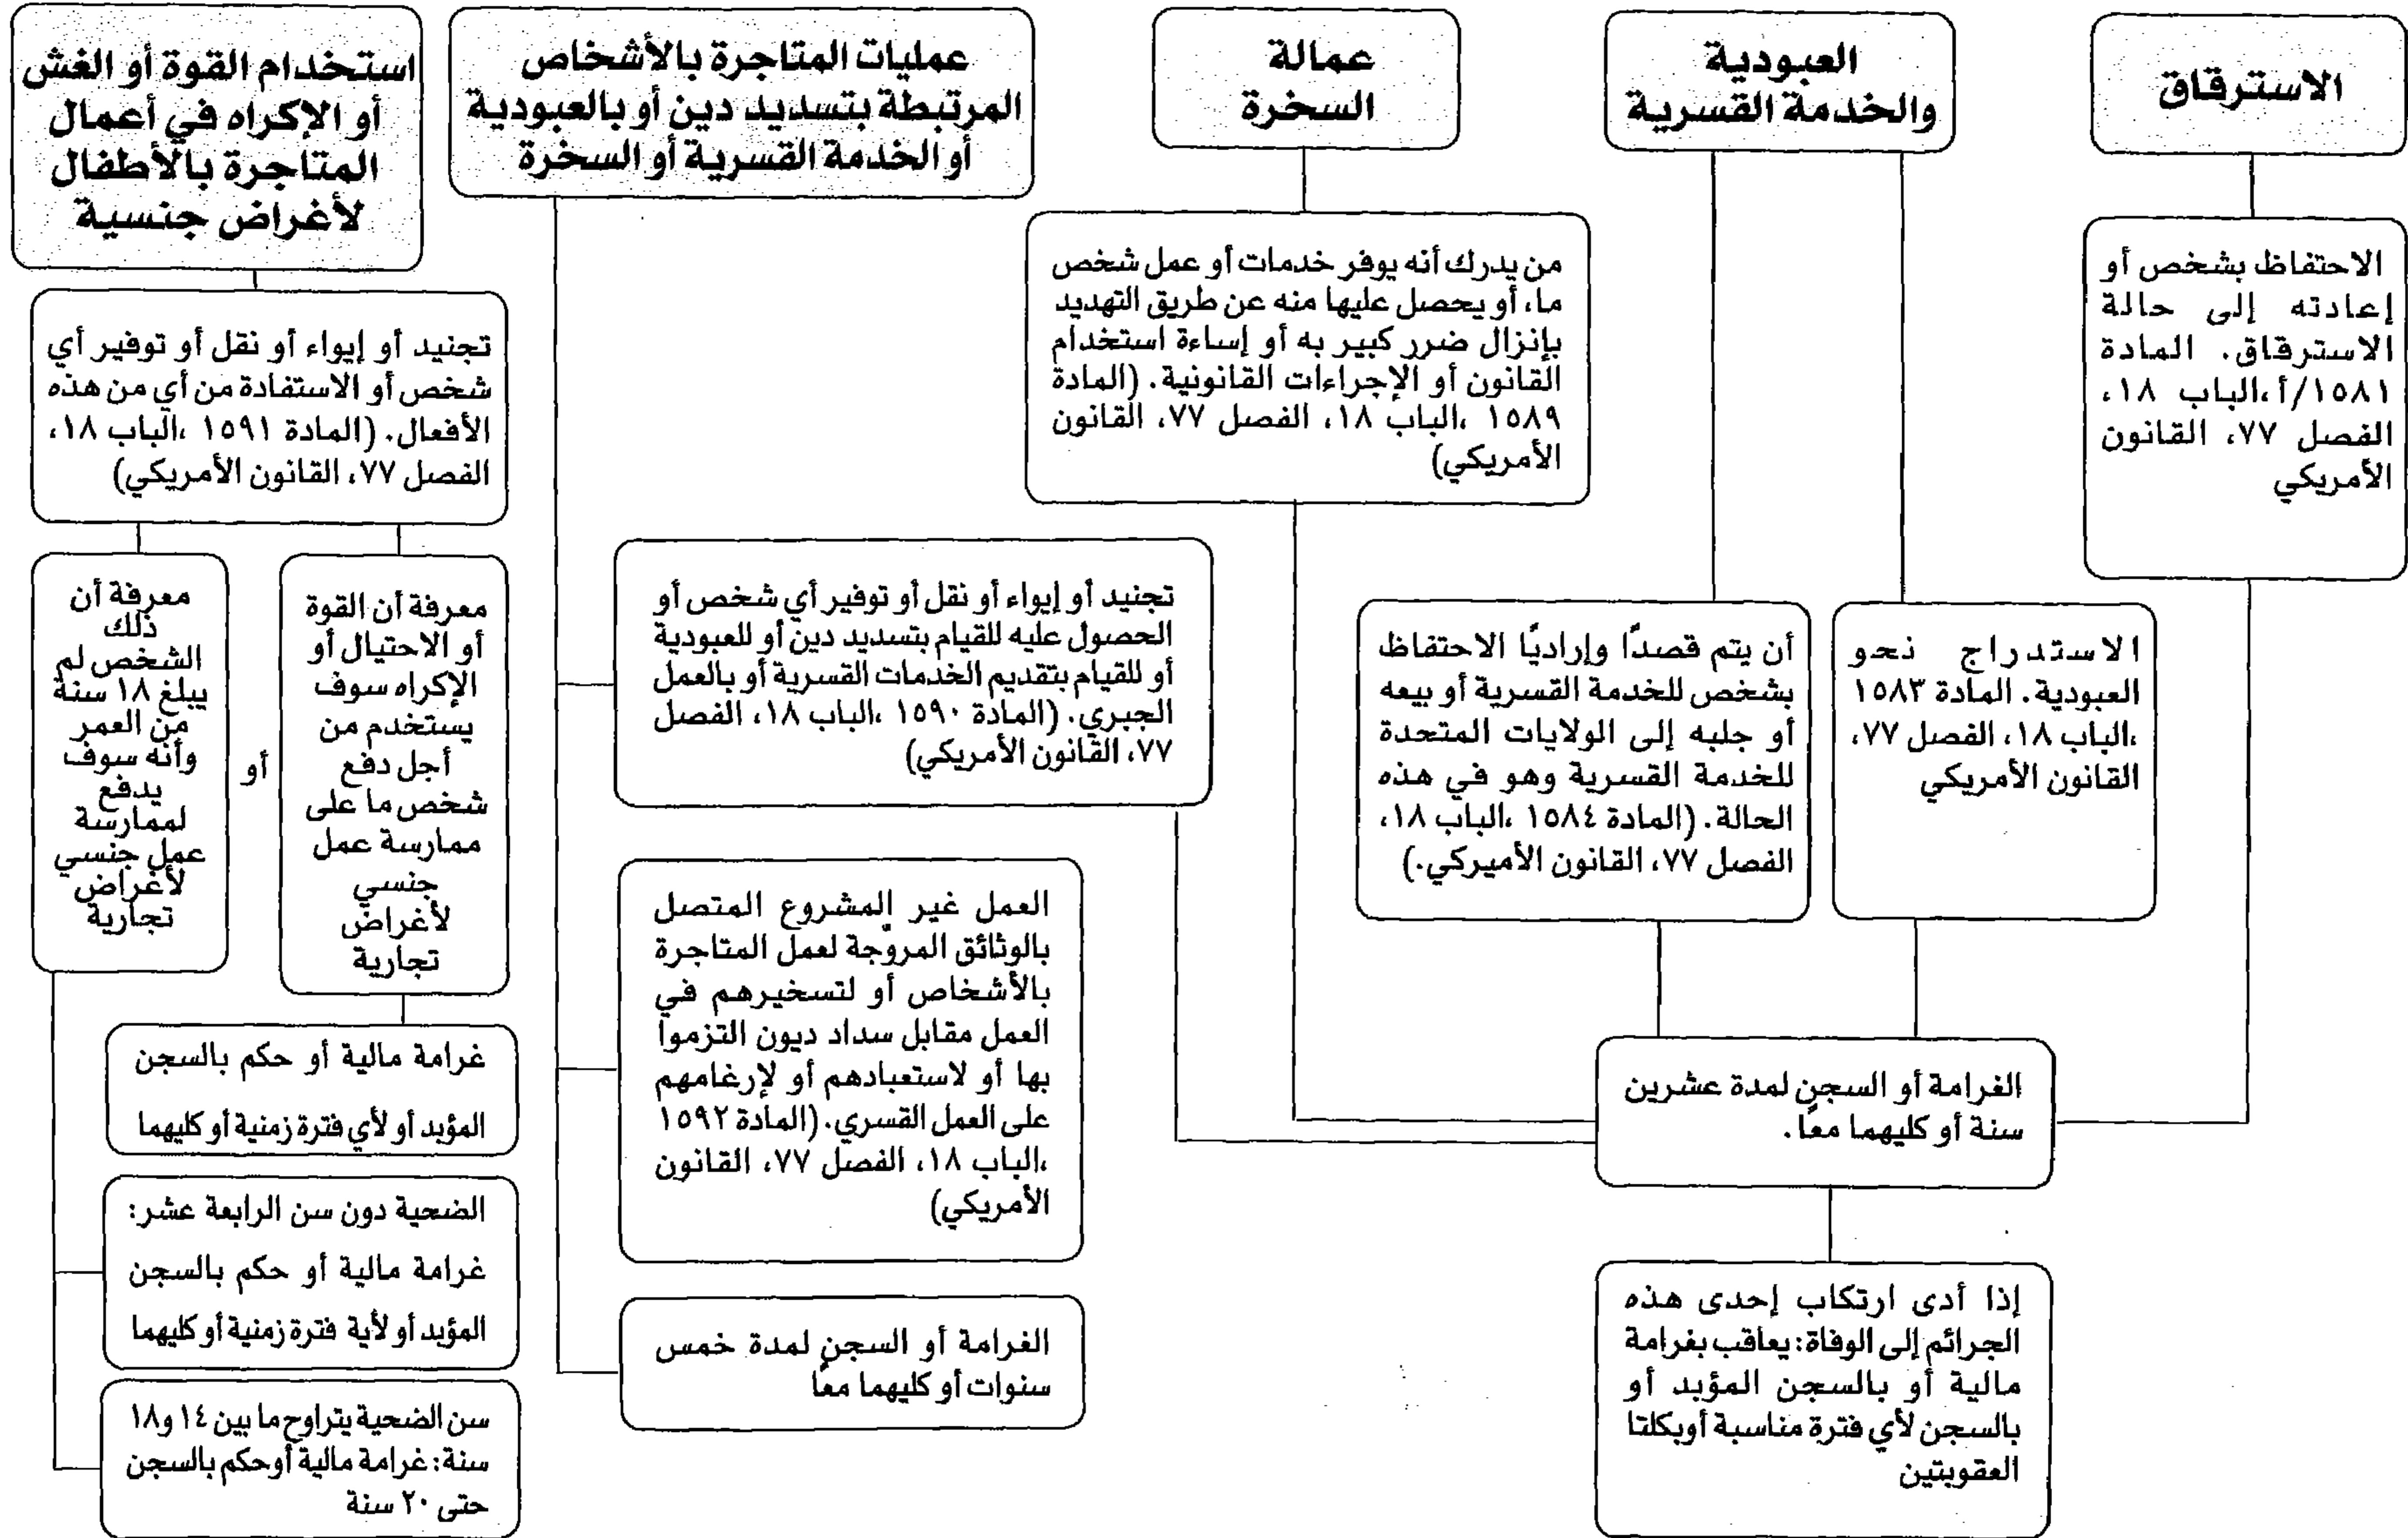 الاسترقاق
الاحتفاظ بشخص أو
إعادته إلى حالة
الاسترقاق. المادة
١٥٨١/أ،الباب ١٨،
الفصل ٧٧، القانون
الأمريكي
العبودية
والخدمة القسرية
الاستدراج نحو
العبودية. المادة ١٥٨٣
،الباب ١٨، الفصل ٧٧،
القانون الأمريكي
أن يتم قصدًا وإراديًا الاحتفاظ
بشخص للخدمة القسرية أو بيعه
أو جلبه إلى الولايات المتحدة
للخدمة القسرية وهو في هذه
الحالة. (المادة ١٥٨٤ ،الباب ١٨،
الفصل ٧٧، القانون الأميركي.)
عمالة
السخرة
من يدرك أنه يوفر خدمات أو عمل شخص
ما، أو يحصل عليها منه عن طريق التهديد
بإنزال ضرر كبير به أو إساءة استخدام
القانون أو الإجراءات القانونية. (المادة
١٥٨٩ ،الباب ١٨، الفصل ٧٧، القانون
الأمريكي)
الغرامة أو السجن لمدة عشرين
سنة أو كليهما معًا.
إذا أدى ارتكاب إحدى هذه
الجرائم إلى الوفاة: يعاقب بغرامة
مالية أو بالسجن المؤبد أو
بالسجن لأي فترة مناسبة أوبكلتا
العقوبتين
عمليات المتاجرة بالأشخاص
المرتبطة بتسديد دين أو بالعبودية
أو الخدمة القسرية أو السخرة
تجنيد أو إيواء أو نقل أو توفير أي شخص أو
الحصول عليه للقيام بتسديد دين أو للعبودية
أو للقيام بتقديم الخدمات القسرية أو بالعمل
الجبري. (المادة ١٥٩٠ ،الباب ١٨، الفصل
٧٧، القانون الأمريكي)
العمل غير المشروع المتصل
بالوثائق المروّجة لعمل المتاجرة
بالأشخاص أو لتسخيرهم في
العمل مقابل سداد ديون التزموا
بها أو لاستعبادهم أو لإرغامهم
على العمل القسري. (المادة ١٥٩٢
،الباب ١٨، الفصل ٧٧، القانون
الأمريكي)
الغرامة أو السجن لمدة خمس
سنوات أو كليهما معًا
استخدام القوة أو الغش
أو الإكراه في أعمال
المتاجرة بالأطفال
لأغراض جنسية
تجنيد أو إيواء أو نقل أو توفير أي
شخص أو الاستفادة من أي من هذه
الأفعال. (المادة ١٥٩١ ،الباب ١٨،
الفصل ٧٧، القانون الأمريكي)
معرفة أن القوة
أو الاحتيال أو
الإكراه سوف
يستخدم من
أجل دفع
شخص ما على
ممارسة عمل
جنسي
لأغراض
تجارية
أو
معرفة أن
ذلك
الشخص لم
يبلغ ١٨ سنة
من العمر
وأنه سوف
يدفع
لممارسة
عمل جنسي
لأغراض
تجارية
غرامة مالية أو حكم بالسجن
المؤبد أو لأي فترة زمنية أو كليهما
الضحية دون سن الرابعة عشر:
غرامة مالية أو حكم بالسجن
المؤبد أو لأية فترة زمنية أو كليهما
سن الضحية يتراوح ما بين ١٤ و١٨
سنة: غرامة مالية أوحكم بالسجن
حتى ٢٠ سنة